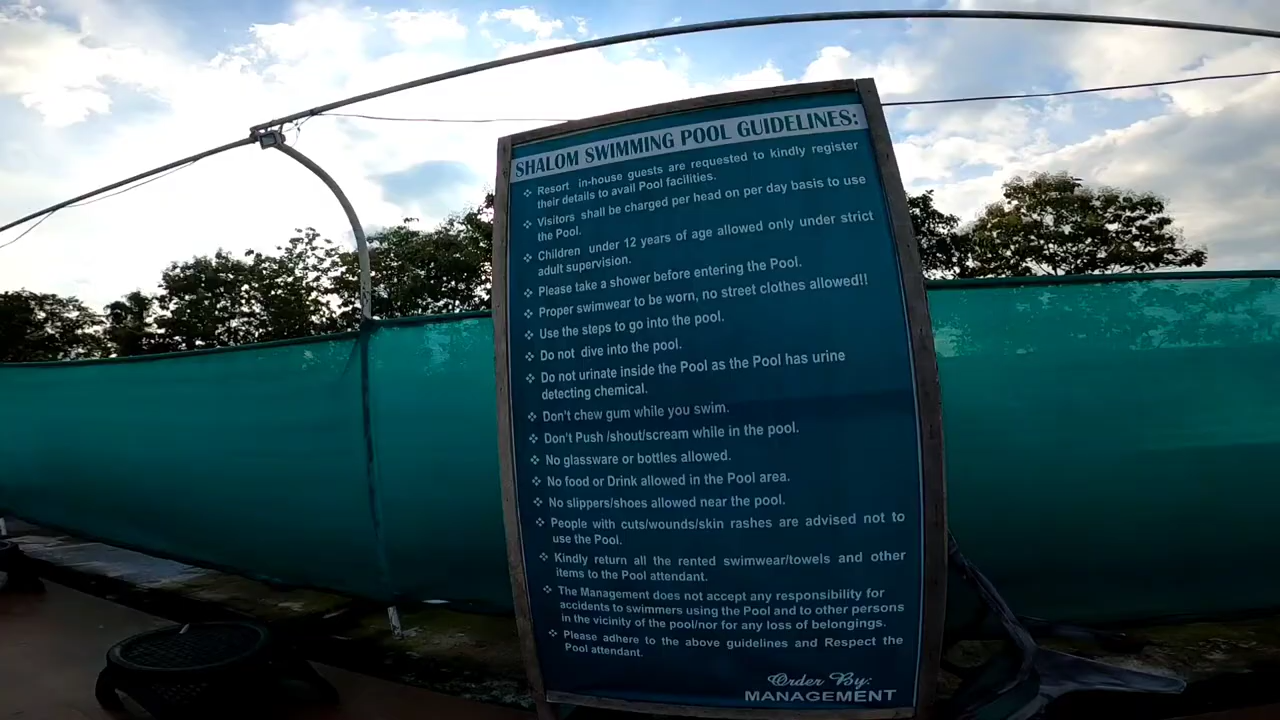 SHALOM SWIMMING POOL GUIDELINES:
❖ Resort in-house guests are requested to kindly register
their details to avail Pool facilities.
❖ Visitors shall be charged per head on per day basis to use
the Pool.
❖ Children under 12 years of age allowed only under strict
adult supervision.
❖ Please take a shower before entering the Pool.
❖ Proper swimwear to be worn, no street clothes allowed!!
❖ Use the steps to go into the pool.
❖ Do not dive into the pool.
❖ Do not urinate inside the Pool as the Pool has urine
detecting chemical.
❖ Don't chew gum while you swim.
❖ Don't Push /shout/scream while in the pool.
❖ No glassware or bottles allowed.
❖ No food or Drink allowed in the Pool area.
❖ No slippers/shoes allowed near the pool.
❖ People with cuts/wounds/skin rashes are advised not to
use the Pool.
❖ Kindly return all the rented swimwear/towels and other
items to the Pool attendant.
❖ The Management does not accept any responsibility for
accidents to swimmers using the Pool and to other persons
in the vicinity of the pool/nor for any loss of belongings.
❖ Please adhere to the above guidelines and Respect the
Pool attendant.
Order By:
MANAGEMENT